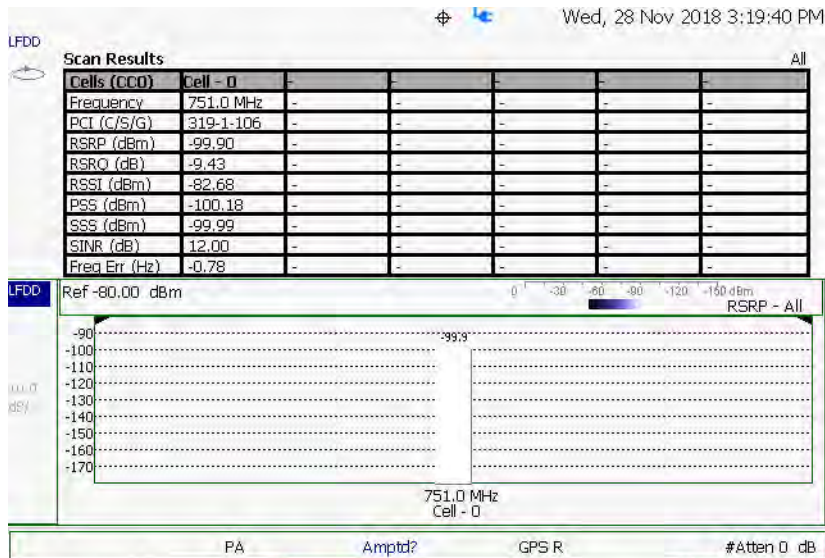 Wed, 28 Nov 2018 3:19:40 PM
LFDD
Scan Results All
Cells (CC0) Cell - 0 - - - - -
Frequency 751.0 MHz - - - - -
PCI (C/S/G) 319-1-106 - - - - -
RSRP (dBm) -99.90 - - - - -
RSRQ (dB) -9.43 - - - - -
RSSI (dBm) -82.68 - - - - -
PSS (dBm) -100.18 - - - - -
SSS (dBm) -99.99 - - - - -
SINR (dB) 12.00 - - - - -
Freq Err (Hz) -0.78 - - - - -
LFDD Ref -80.00 dBm 0 -30 -60 -90 -120 -150 dBm
RSRP - All
-90
-99.9
-100
-110
-120
-130
dB/
-140
-150
-160
-170
751.0 MHz
Cell - 0
PA Amptd? GPS R #Atten 0 dB